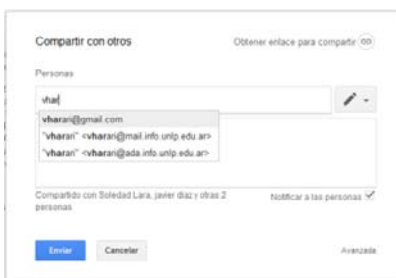 Compartir con otros
Obtener enlace para compartir
Personas
vhar
vharari@gmail.com
"vharari" <vharari@mail.info.unlp.edu.ar>
"vharari" <vharari@ada.info.unlp.edu.ar>
Compartido con Soledad Lara, javier diaz y otras 2
personas
Notificar a las personas
Enviar
Cancelar
Avanzada